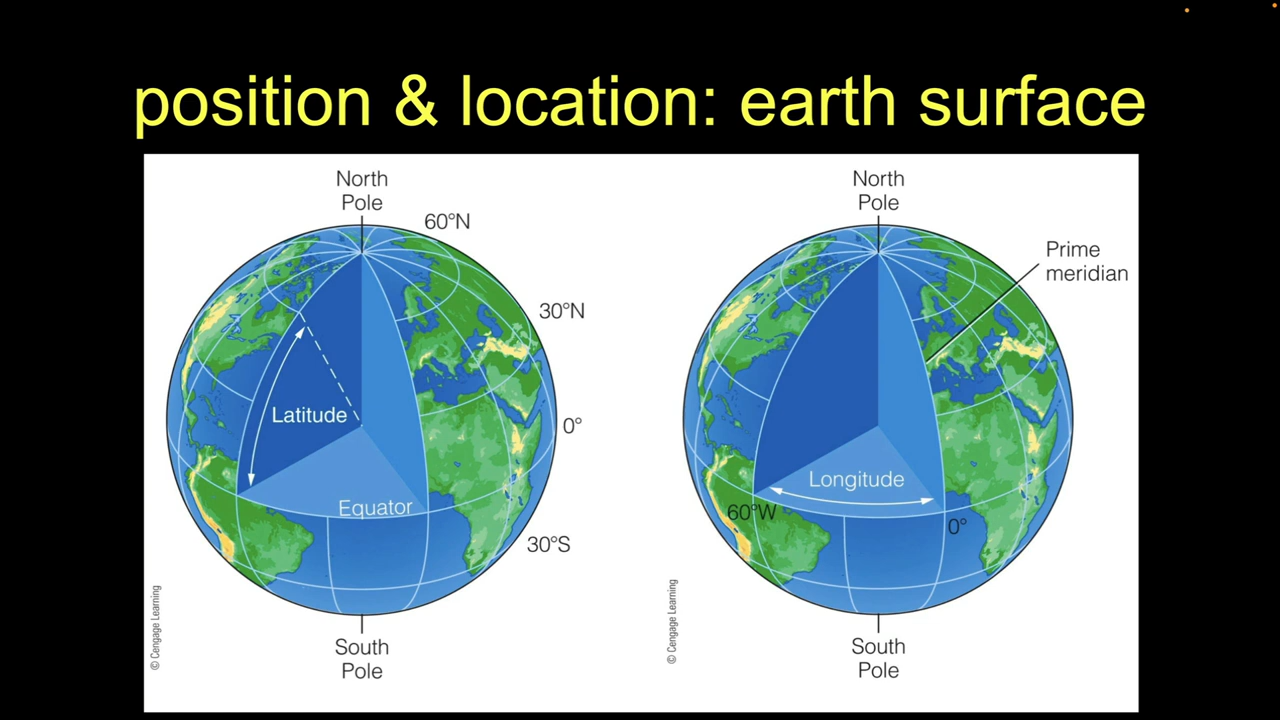 position & location: earth surface
North
Pole
60°N
30°N
Latitude
0°
Equator
30°S
South
Pole
© Cengage Learning
North
Pole
Prime
meridian
Longitude
60°W
0°
South
Pole
© Cengage Learning